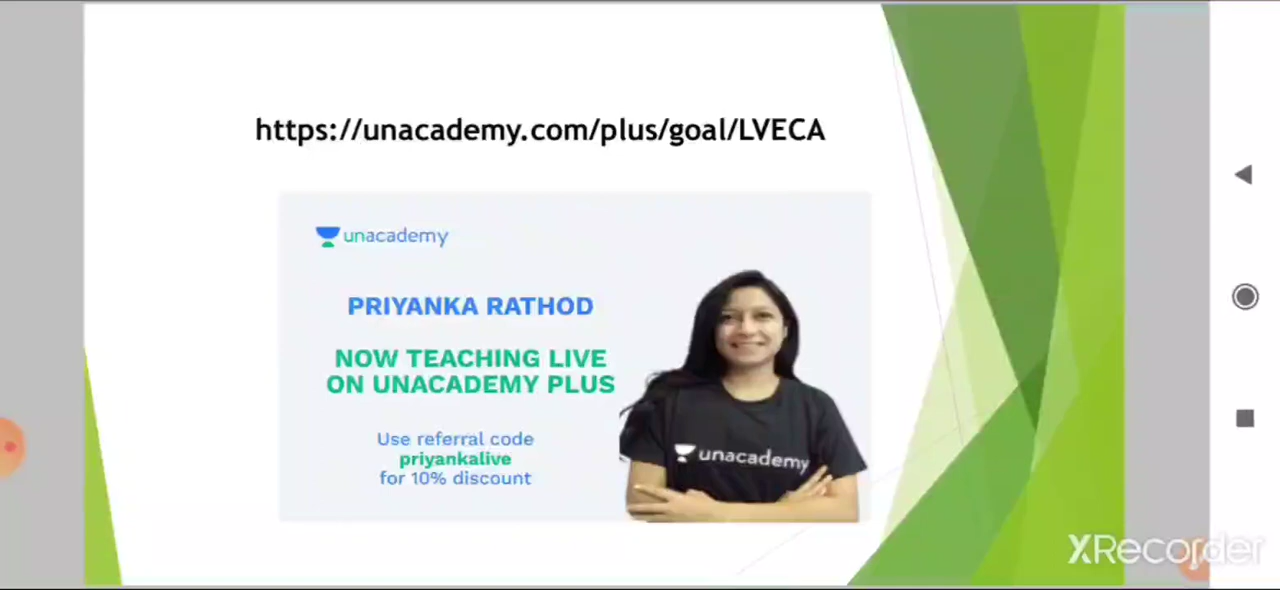 https://unacademy.com/plus/goal/LVECA
unacademy
PRIYANKA RATHOD
NOW TEACHING LIVE
ON UNACADEMY PLUS
Use referral code
priyankalive
for 10% discount
unacademy
XRecorder